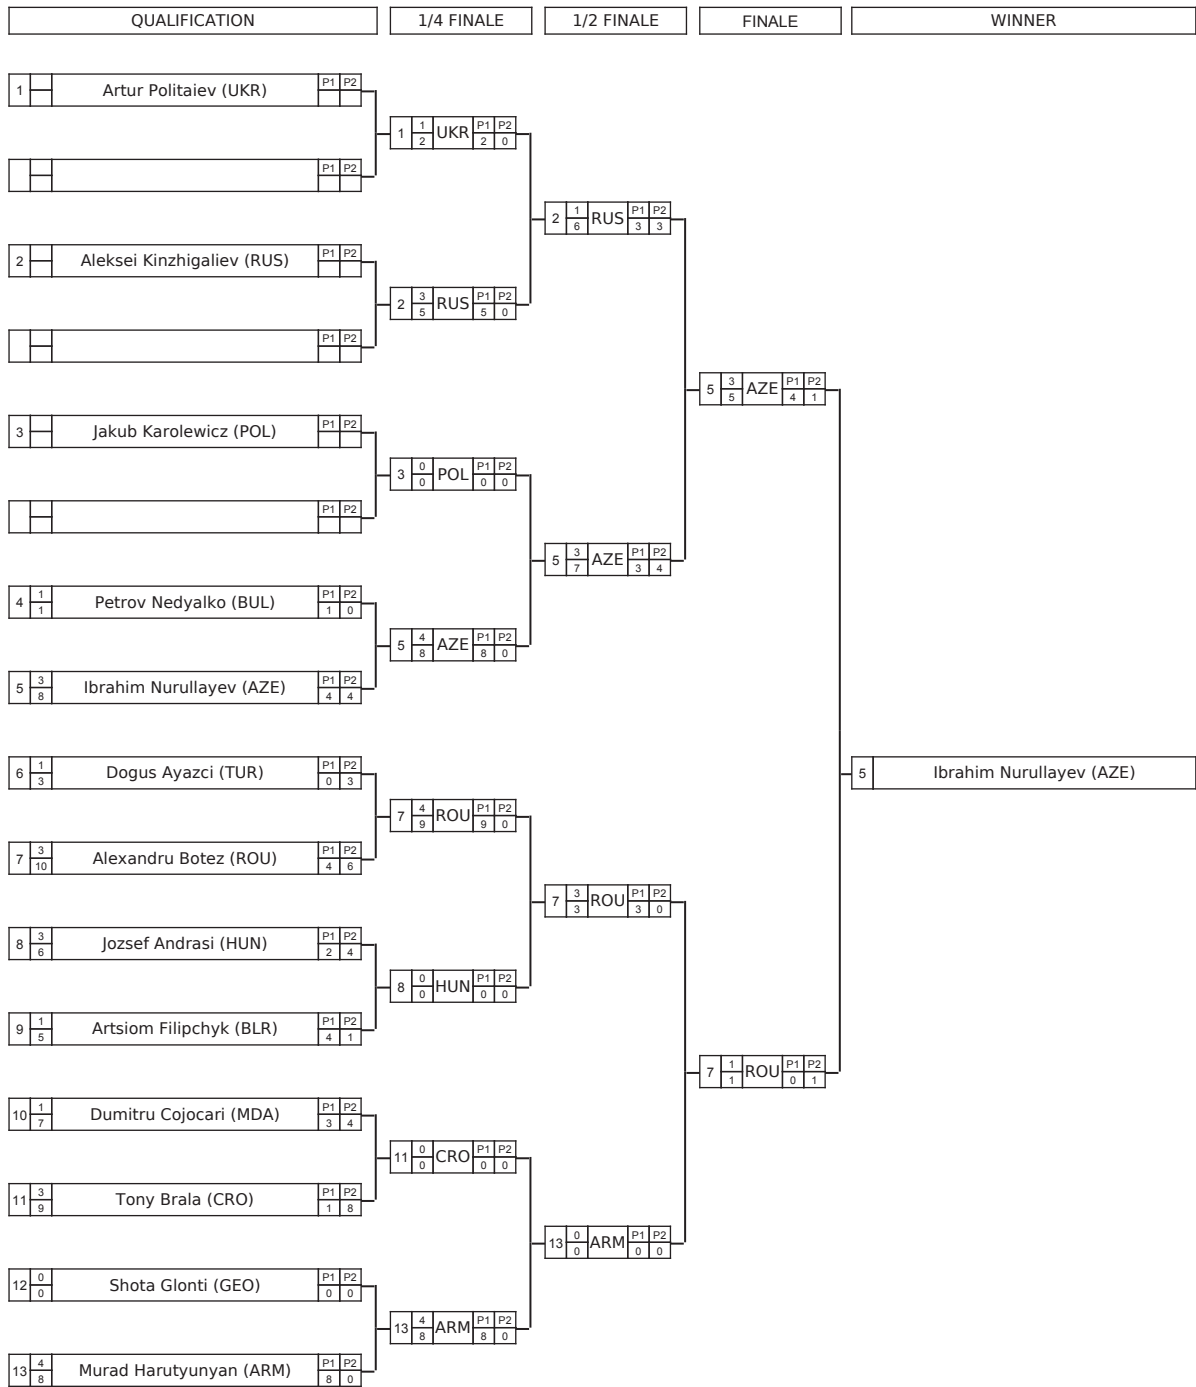 QUALIFICATION 1/4 FINALE 1/2 FINALE FINALE WINNER
1 Artur Politaiev (UKR) P1 P2
1 1 2 UKR P1 P2 2 0
P1 P2
2 1 6 RUS P1 P2 3 3
2 Aleksei Kinzhigaliev (RUS) P1 P2
2 3 5 RUS P1 P2 5 0
P1 P2
5 3 5 AZE P1 P2 4 1
3 Jakub Karolewicz (POL) P1 P2
3 0 0 POL P1 P2 0 0
P1 P2
5 3 7 AZE P1 P2 3 4
4 1 1 Petrov Nedyalko (BUL) P1 P2 1 0
5 4 8 AZE P1 P2 8 0
5 3 8 Ibrahim Nurullayev (AZE) P1 P2 4 4
6 1 3 Dogus Ayazci (TUR) P1 P2 0 3
5 Ibrahim Nurullayev (AZE)
7 4 9 ROU P1 P2 9 0
7 3 10 Alexandru Botez (ROU) P1 P2 4 6
7 3 3 ROU P1 P2 3 0
8 3 6 Jozsef Andrasi (HUN) P1 P2 2 4
8 0 0 HUN P1 P2 0 0
9 1 5 Artsiom Filipchyk (BLR) P1 P2 4 1
7 1 1 ROU P1 P2 0 1
10 1 7 Dumitru Cojocari (MDA) P1 P2 3 4
11 0 0 CRO P1 P2 0 0
11 3 9 Tony Brala (CRO) P1 P2 1 8
13 0 0 ARM P1 P2 0 0
12 0 0 Shota Glonti (GEO) P1 P2 0 0
13 4 8 ARM P1 P2 8 0
13 4 8 Murad Harutyunyan (ARM) P1 P2 8 0